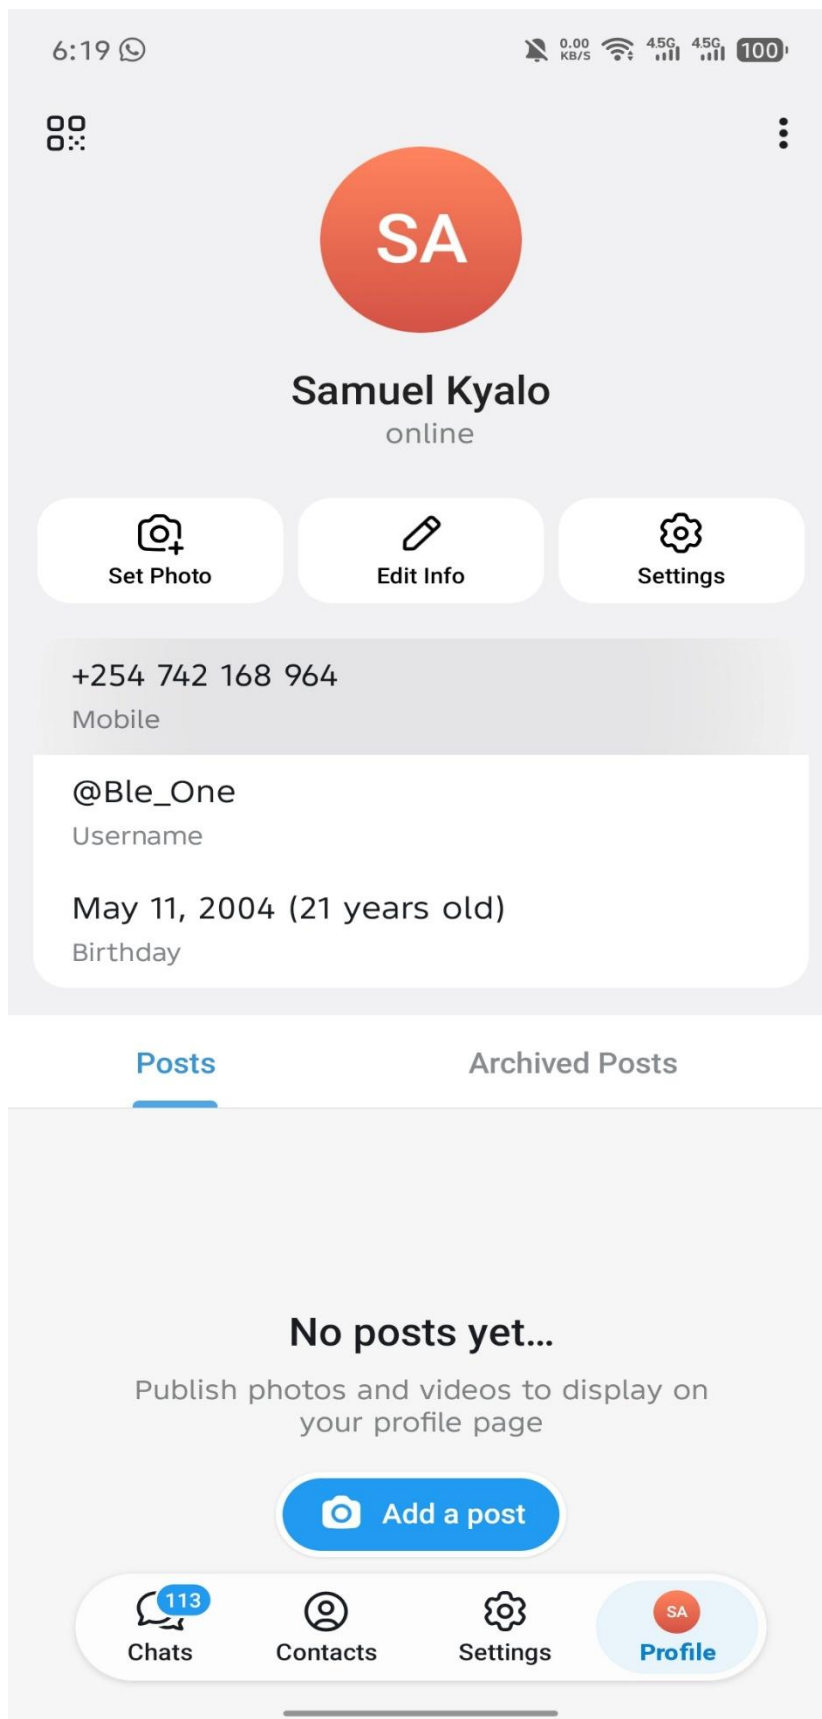 6:19 0.00 KB/S 4.5G 4.5G 100
SA
Samuel Kyalo
online
Set Photo Edit Info Settings
+254 742 168 964
Mobile
@Ble_One
Username
May 11, 2004 (21 years old)
Birthday
Posts Archived Posts
No posts yet...
Publish photos and videos to display on
your profile page
Add a post
113
SA
Chats Contacts Settings Profile